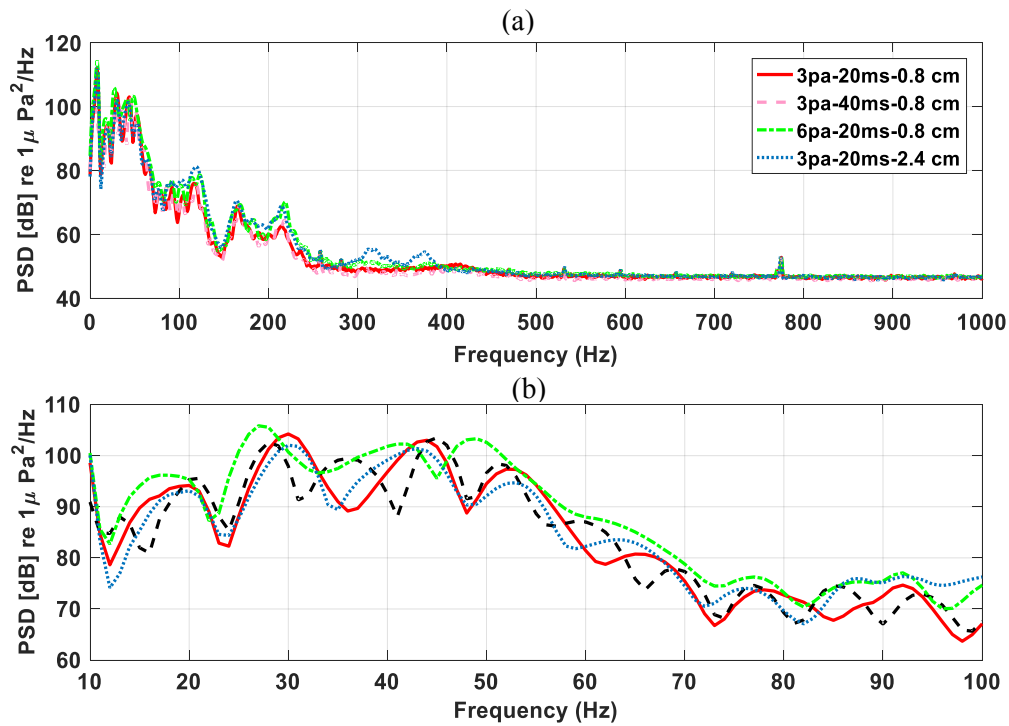 (a)
PSD [dB] re 1μ Pa²/Hz
120
100
80
60
40
3pa-20ms-0.8 cm
3pa-40ms-0.8 cm
6pa-20ms-0.8 cm
3pa-20ms-2.4 cm
0 100 200 300 400 500 600 700 800 900 1000
Frequency (Hz)
(b)
PSD [dB] re 1μ Pa²/Hz
110
100
90
80
70
60
10 20 30 40 50 60 70 80 90 100
Frequency (Hz)